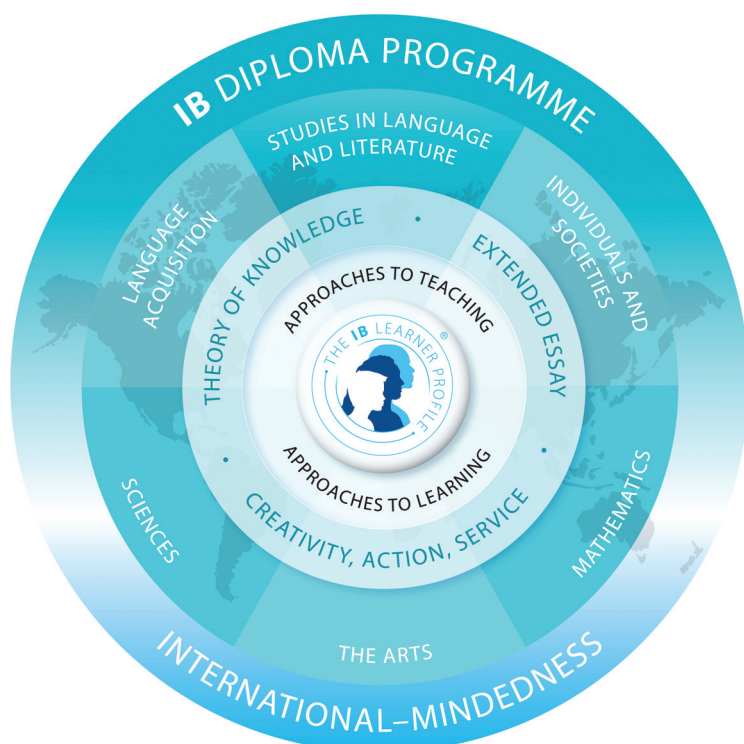 IB DIPLOMA PROGRAMME
STUDIES IN LANGUAGE
AND LITERATURE
LANGUAGE
ACQUISITION
INDIVIDUALS AND
SOCIETIES
THEORY OF KNOWLEDGE
·
EXTENDED ESSAY
APPROACHES TO TEACHING
• THE IB LEARNER PROFILE •
®
APPROACHES TO LEARNING
·
CREATIVITY, ACTION, SERVICE
·
SCIENCES
MATHEMATICS
THE ARTS
INTERNATIONAL–MINDEDNESS